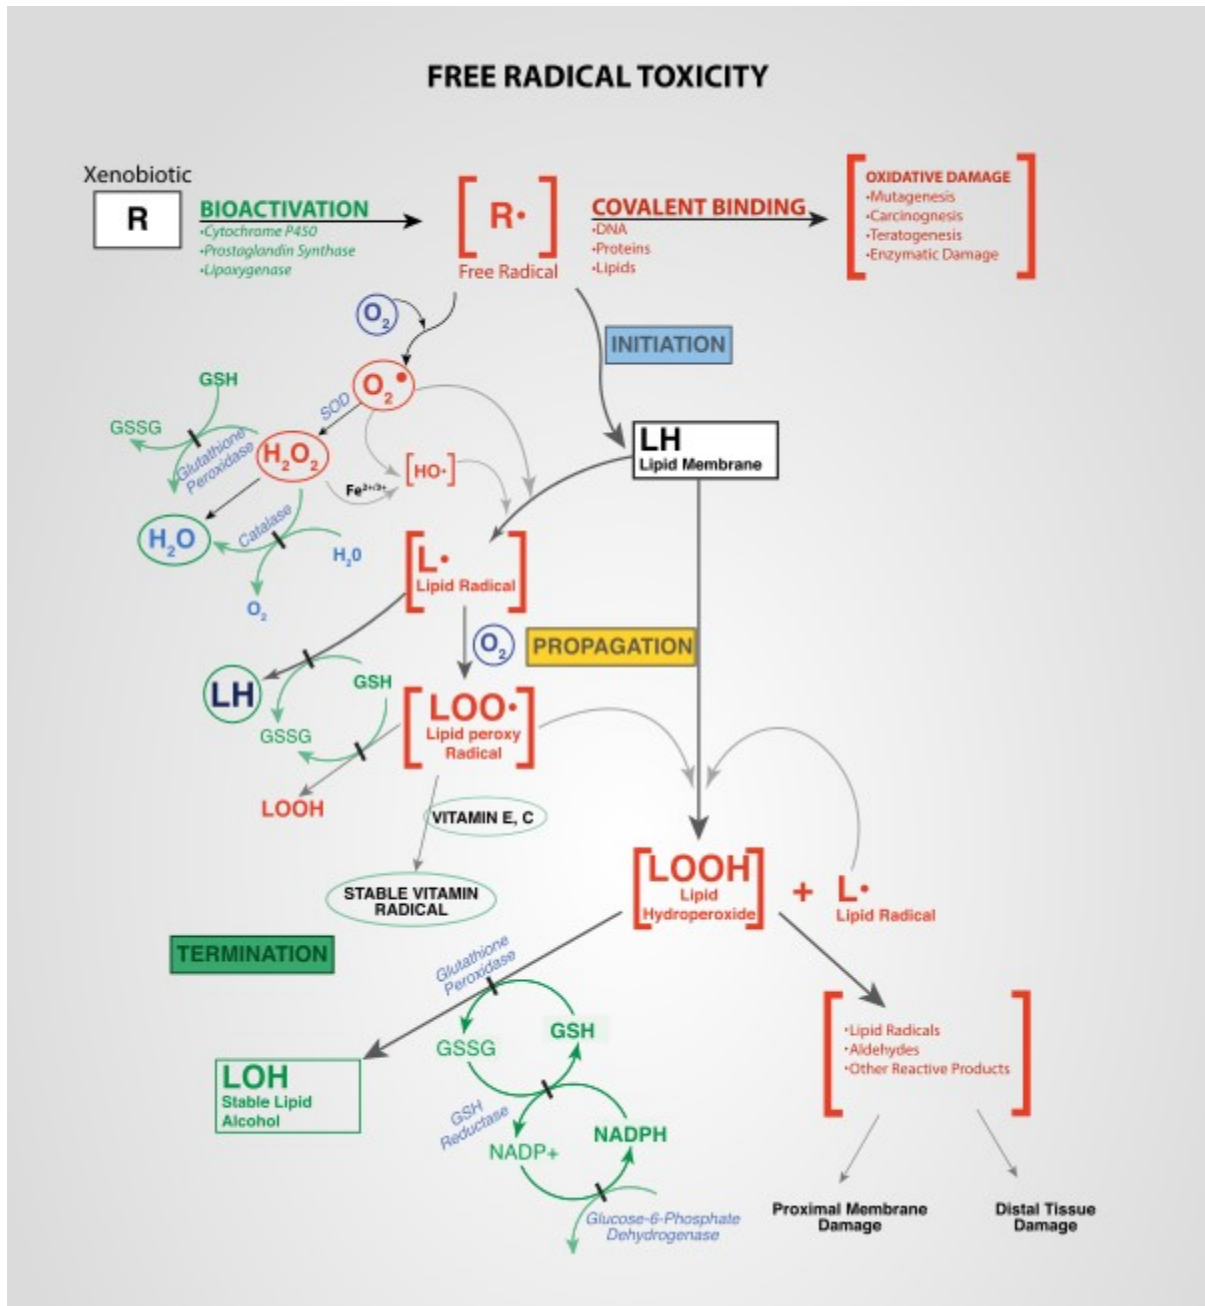 FREE RADICAL TOXICITY
Xenobiotic
R
BIOACTIVATION
•Cytochrome P450
•Prostaglandin Synthase
•Lipoxygenase
[R•]
Free Radical
COVALENT BINDING
•DNA
•Proteins
•Lipids
OXIDATIVE DAMAGE
•Mutagenesis
•Carcinognesis
•Teratogenesis
•Enzymatic Damage
O₂
INITIATION
O₂•
SOD
GSH
GSSG
Glutathione
Peroxidase
H₂O₂
[HO•]
Fe²⁺/³⁺
LH
Lipid Membrane
H₂O
Catalase
H₂0
O₂
L•
Lipid Radical
O₂
PROPAGATION
LH
GSH
GSSG
LOO•
Lipid peroxy
Radical
LOOH
VITAMIN E, C
STABLE VITAMIN
RADICAL
LOOH
Lipid
Hydroperoxide
+
L•
Lipid Radical
TERMINATION
Glutathione
Peroxidase
GSSG
GSH
LOH
Stable Lipid
Alcohol
GSH
Reductase
NADP+
NADPH
Glucose-6-Phosphate
Dehydrogenase
•Lipid Radicals
•Aldehydes
•Other Reactive Products
Proximal Membrane
Damage
Distal Tissue
Damage